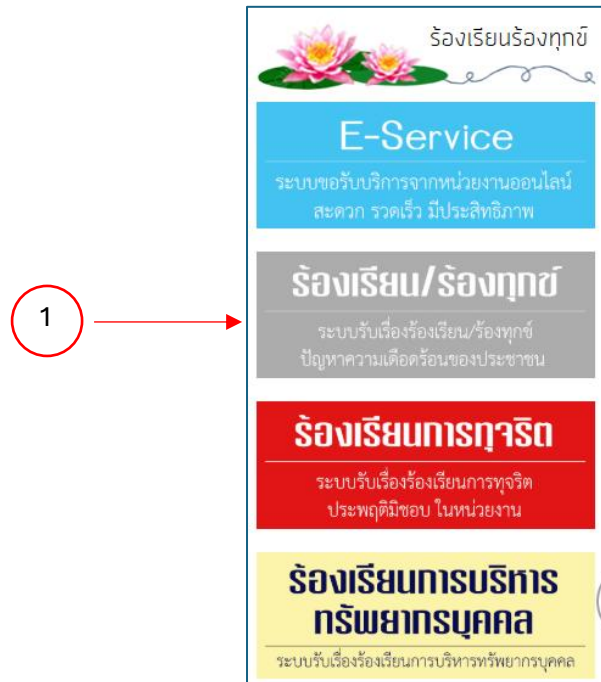 ร้องเรียนร้องทุกข์
E-Service
ระบบขอรับบริการจากหน่วยงานออนไลน์
สะดวก รวดเร็ว มีประสิทธิภาพ
ร้องเรียน/ร้องทุกข์
1
ระบบรับเรื่องร้องเรียน/ร้องทุกข์
ปัญหาความเดือดร้อนของประชาชน
ร้องเรียนการทุจริต
ระบบรับเรื่องร้องเรียนการทุจริต
ประพฤติมิชอบ ในหน่วยงาน
ร้องเรียนการบริหาร
ทรัพยากรบุคคล
ระบบรับเรื่องร้องเรียนการบริหารทรัพยากรบุคคล